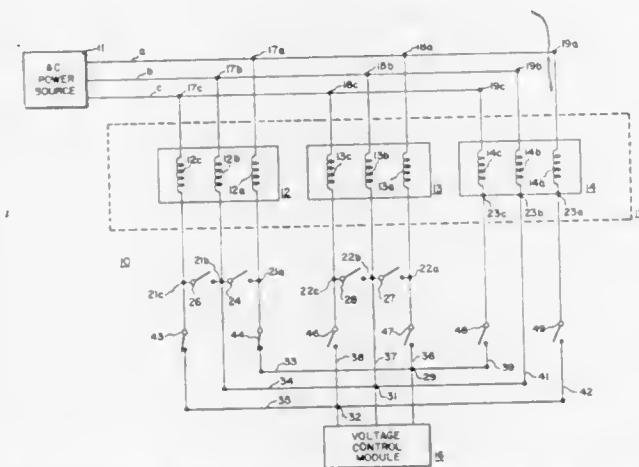 11
a
17a
18a
19a
AC POWER SOURCE
b
17b
18b
19b
c
17c
18c
19c
12c
12b
12a
12
13c
13b
13a
13
14c
14b
14a
14
23c
23b
23a
10
21c
26
21b
24
21a
22c
28
22b
27
22a
43
44
46
47
48
49
33
38
37
36
29
39
34
31
41
35
32
42
VOLTAGE CONTROL MODULE
16